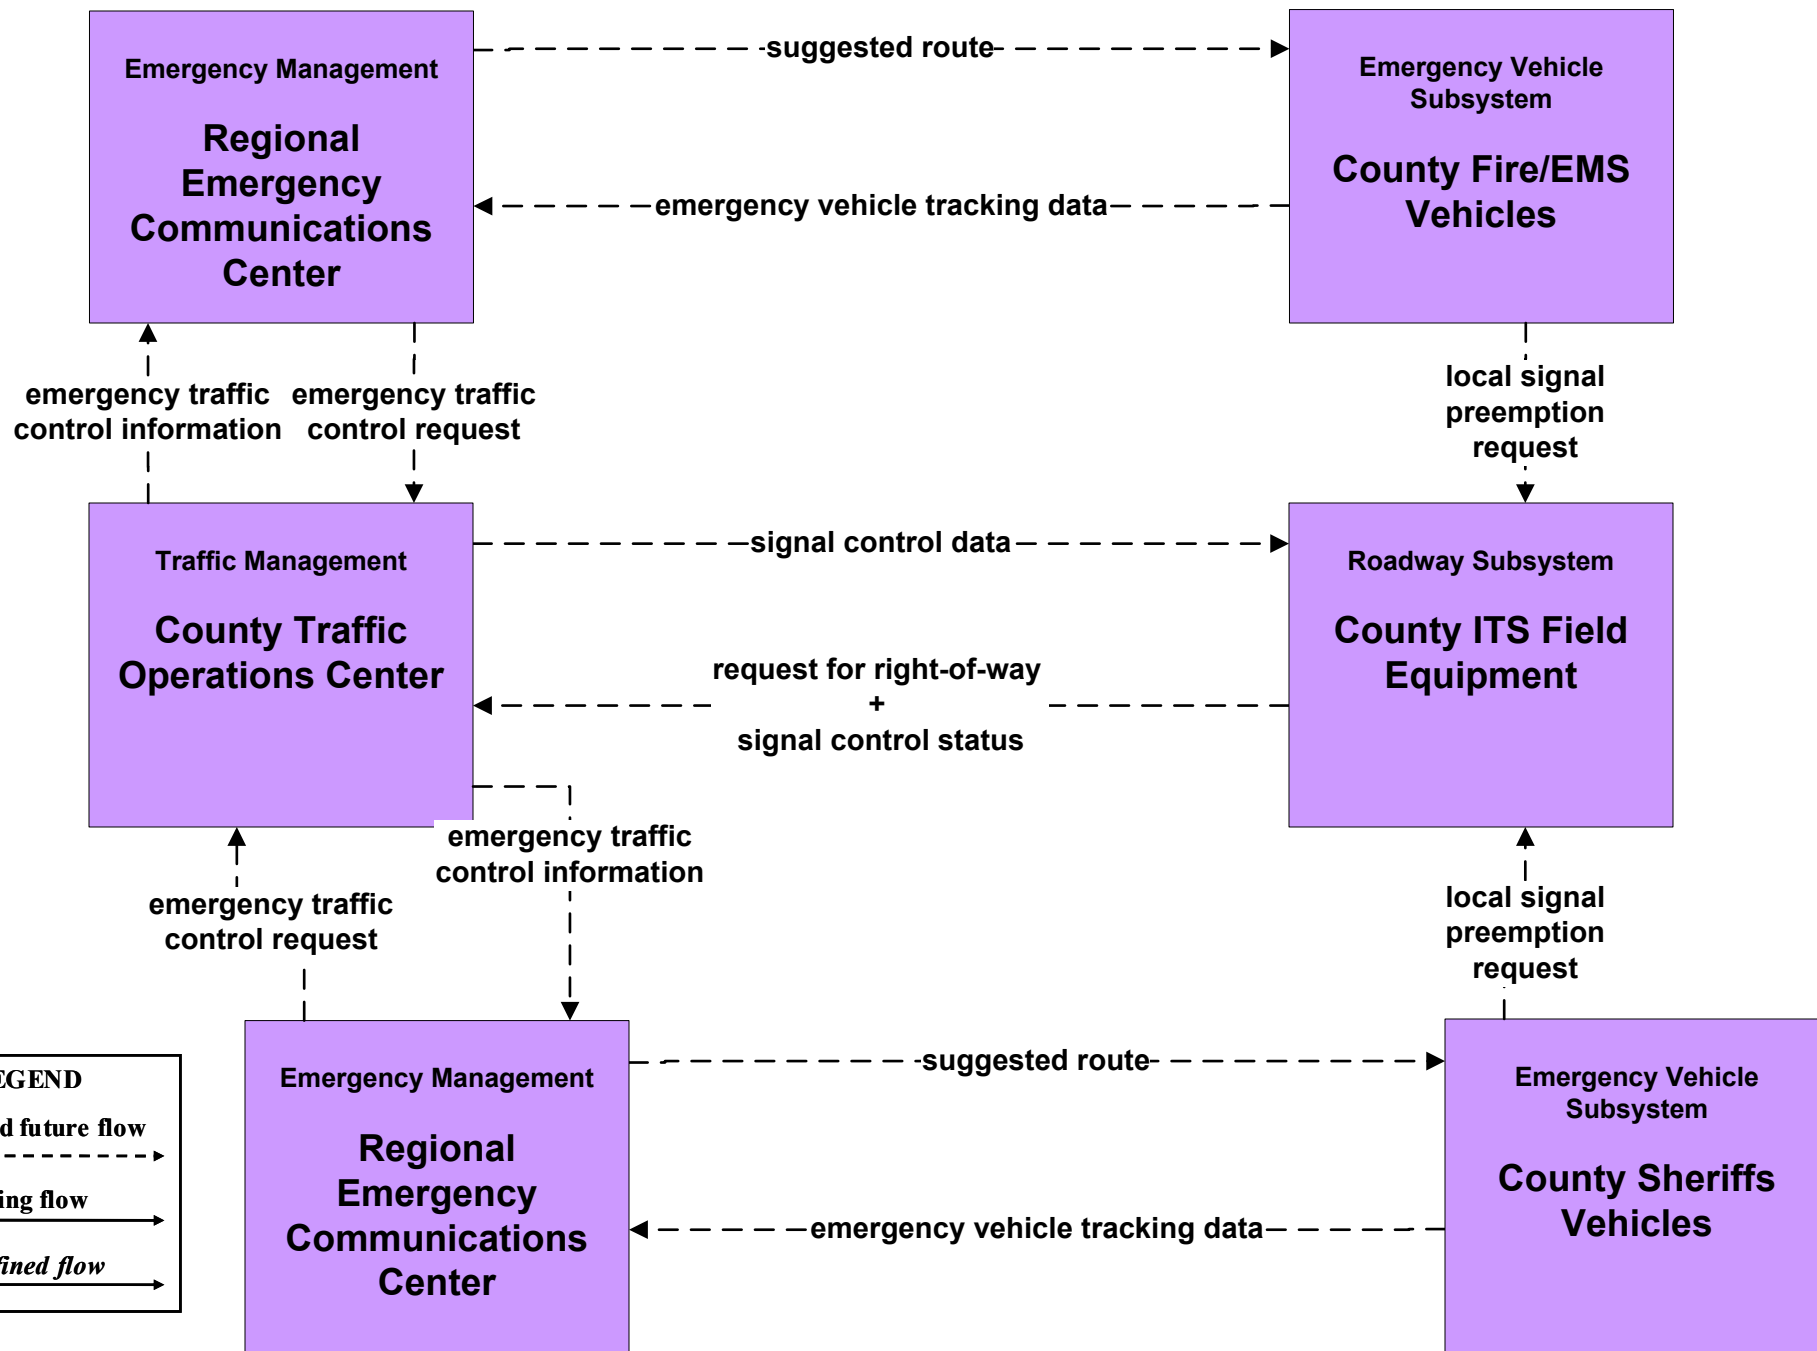 Emergency Management
Regional
Emergency
Communications
Center
suggested route
emergency vehicle tracking data
Emergency Vehicle
Subsystem
County Fire/EMS
Vehicles
emergency traffic
control information
emergency traffic
control request
local signal
preemption
request
Traffic Management
County Traffic
Operations Center
signal control data
request for right-of-way
+
signal control status
Roadway Subsystem
County ITS Field
Equipment
emergency traffic
control information
emergency traffic
control request
local signal
preemption
request
Emergency Management
Regional
Emergency
Communications
Center
suggested route
emergency vehicle tracking data
Emergency Vehicle
Subsystem
County Sheriffs
Vehicles
future flow
flow
flow